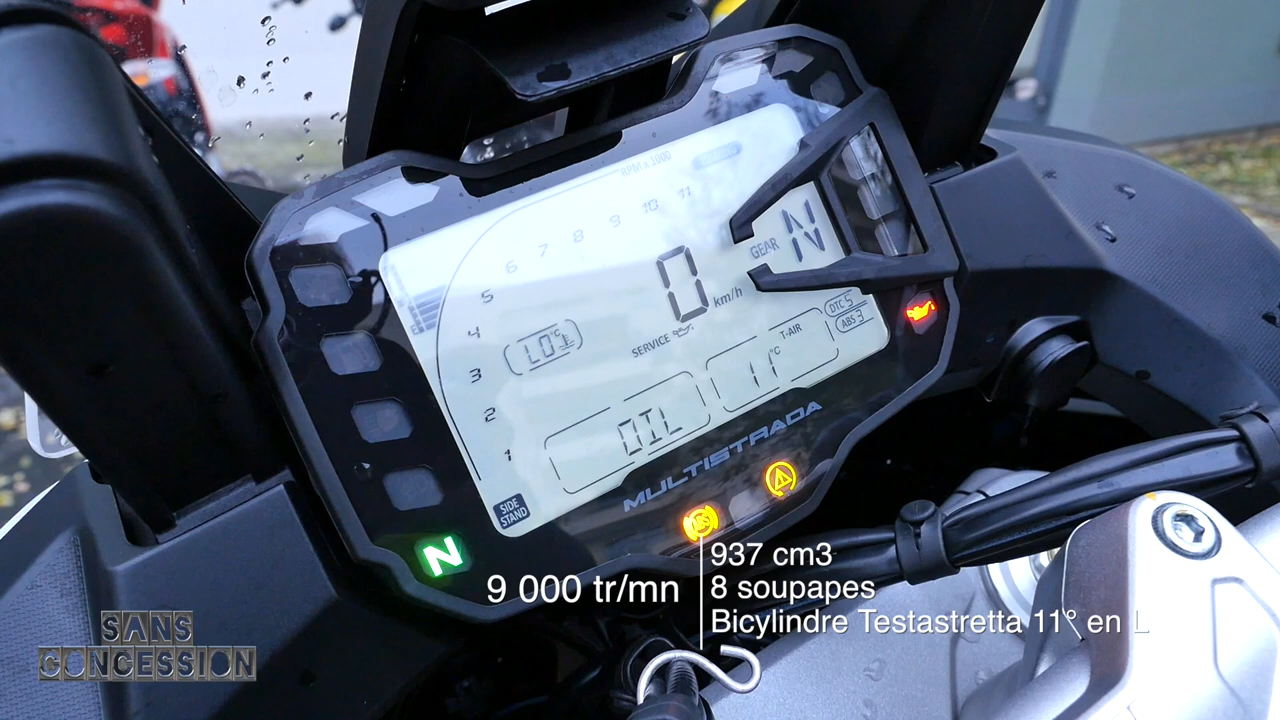 RPM x 1000
11
10
9
8
7
6
5
4
3
2
1
GEAR N
0 km/h
DTC 5
ABS 3
LO °C
SERVICE
T-AIR
11 °C
OIL
MULTISTRADA
SIDE
STAND
N
ABS
9 000 tr/mn
937 cm3
8 soupapes
Bicylindre Testastretta 11° en L
SANS
CONCESSION